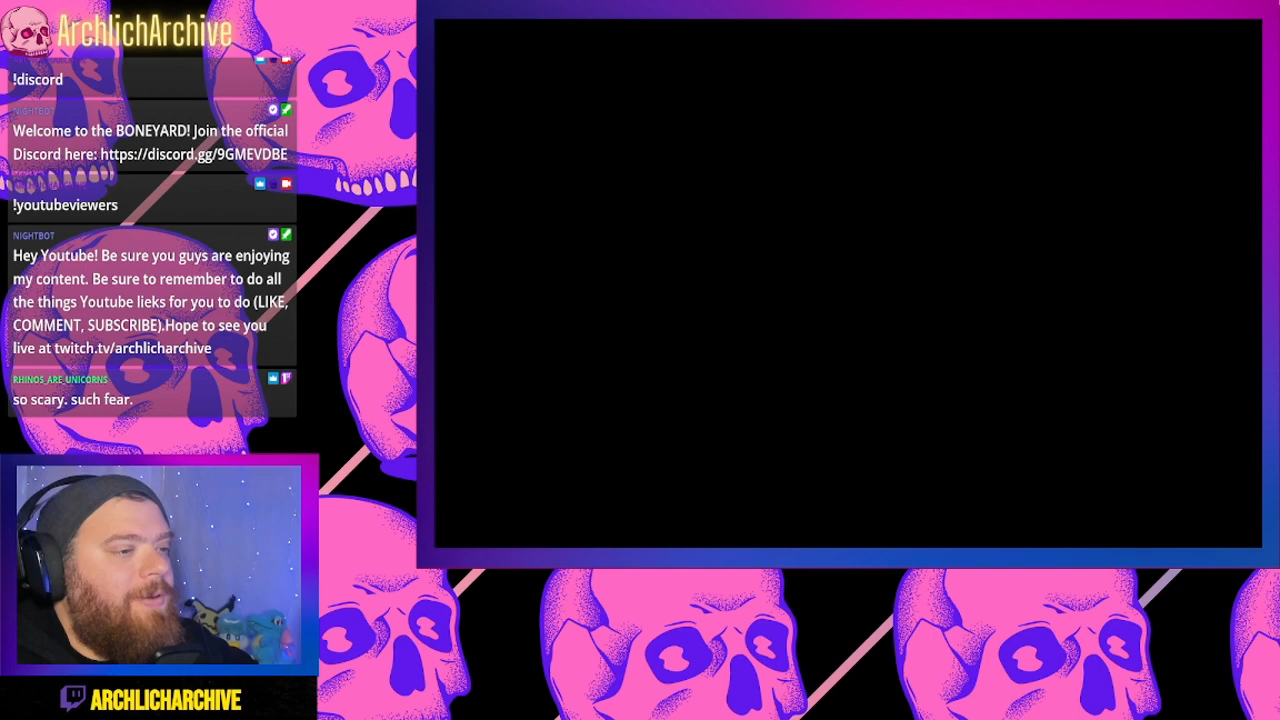 ArchlichArchive
!discord
NIGHTBOT
Welcome to the BONEYARD! Join the official
Discord here: https://discord.gg/9GMEVDBE
!youtubeviewers
NIGHTBOT
Hey Youtube! Be sure you guys are enjoying
my content. Be sure to remember to do all
the things Youtube lieks for you to do (LIKE,
COMMENT, SUBSCRIBE).Hope to see you
live at twitch.tv/archlicharchive
RHINOS_ARE_UNICORNS
so scary. such fear.
ARCHLICHARCHIVE